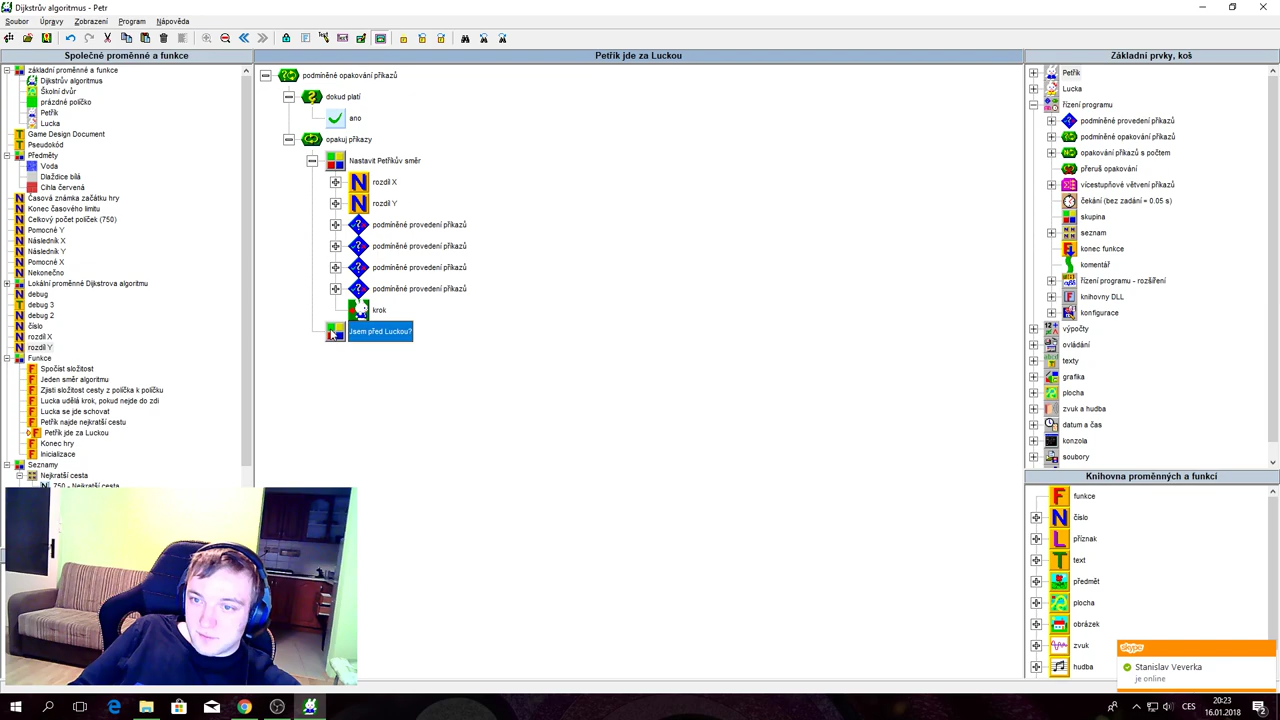 Dijkstrův algoritmus - Petr
Soubor Úpravy Zobrazení Program Nápověda
Společné proměnné a funkce
základní proměnné a funkce
Dijkstrův algoritmus
Školní dvůr
prázdné políčko
Petřík
Lucka
Game Design Document
Pseudokód
Předměty
Voda
Dlaždice bílá
Cihla červená
Časová známka začátku hry
Konec časového limitu
Celkový počet políček (750)
Pomocné Y
Následník X
Následník Y
Pomocné X
Nekonečno
Lokální proměnné Dijkstrova algoritmu
debug
debug 3
debug 2
číslo
rozdíl X
rozdíl Y
Funkce
Spočíst složitost
Jeden směr algoritmu
Zjisti složitost cesty z políčka k políčku
Lucka udělá krok, pokud nejde do zdi
Lucka se jde schovat
Petřík najde nejkratší cestu
Petřík jde za Luckou
Konec hry
Inicializace
Seznamy
Nejkratší cesta
750 - Nejkratší cesta
Petřík jde za Luckou
podmíněné opakování příkazů
dokud platí
ano
opakuj příkazy
Nastavit Petříkův směr
rozdíl X
rozdíl Y
podmíněné provedení příkazů
podmíněné provedení příkazů
podmíněné provedení příkazů
podmíněné provedení příkazů
krok
Jsem před Luckou?
Základní prvky, koš
Petřík
Lucka
řízení programu
podmíněné provedení příkazů
podmíněné opakování příkazů
opakování příkazů s počtem
přeruš opakování
vícestupňové větvení příkazů
čekání (bez zadání = 0.05 s)
skupina
seznam
konec funkce
komentář
řízení programu - rozšíření
knihovny DLL
konfigurace
výpočty
ovládání
texty
grafika
plocha
zvuk a hudba
datum a čas
konzola
soubory
Knihovna proměnných a funkcí
funkce
číslo
příznak
text
předmět
plocha
obrázek
zvuk
hudba
skype
Stanislav Veverka
je online
CES
20:23
16.01.2018
2